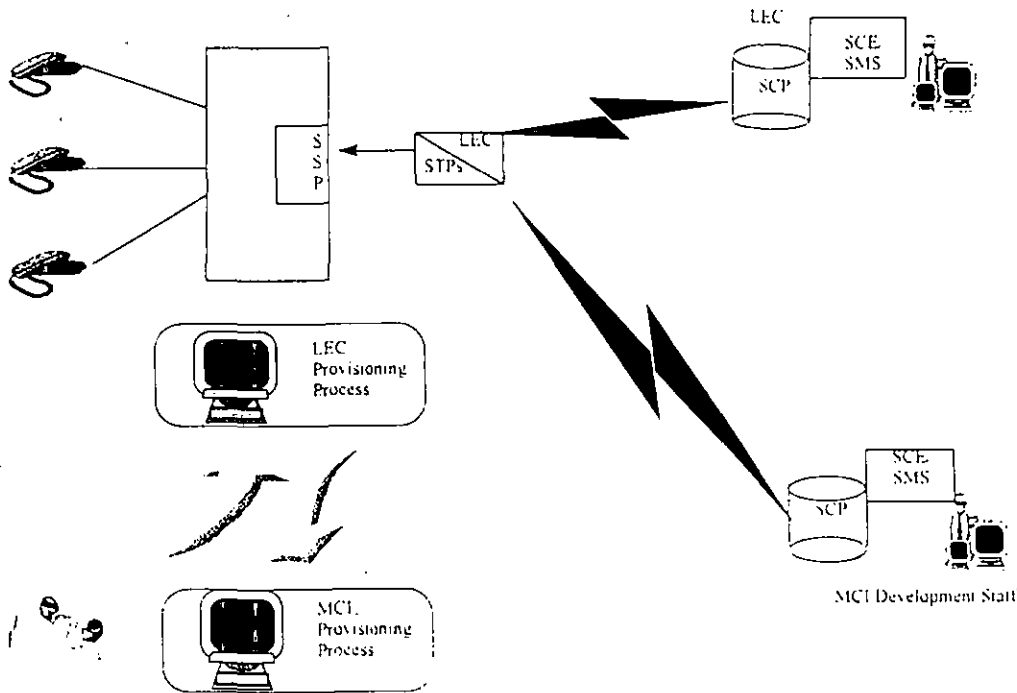 LEC
SCE
SMS
SCP
S
S
P
LEC
STPs
LEC
Provisioning
Process
SCE
SMS
SCP
MCI Development Staff
MCI
Provisioning
Process